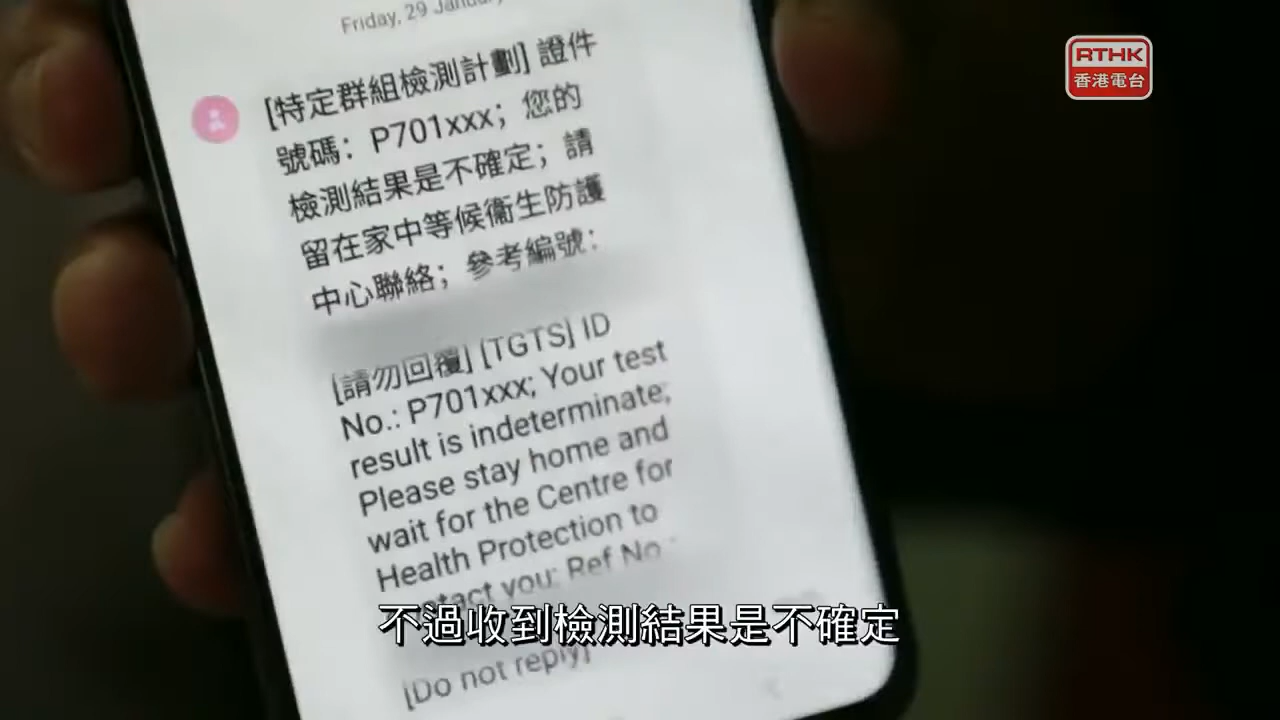 Friday, 29 January
RTHK
香港電台
[特定群組檢測計劃] 證件
號碼：P701xxx；您的
檢測結果是不確定；請
留在家中等候衞生防護
中心聯絡；參考編號：
[請勿回覆] [TGTS] ID
No.: P701xxx; Your test
result is indeterminate;
Please stay home and
wait for the Centre for
Health Protection to
contact you; Ref No.:
不過收到檢測結果是不確定
[Do not reply]